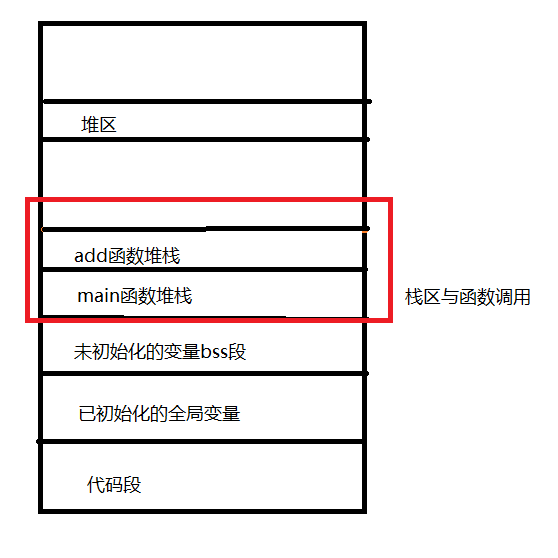 堆区
add函数堆栈
main函数堆栈
栈区与函数调用
未初始化的变量bss段
已初始化的全局变量
代码段